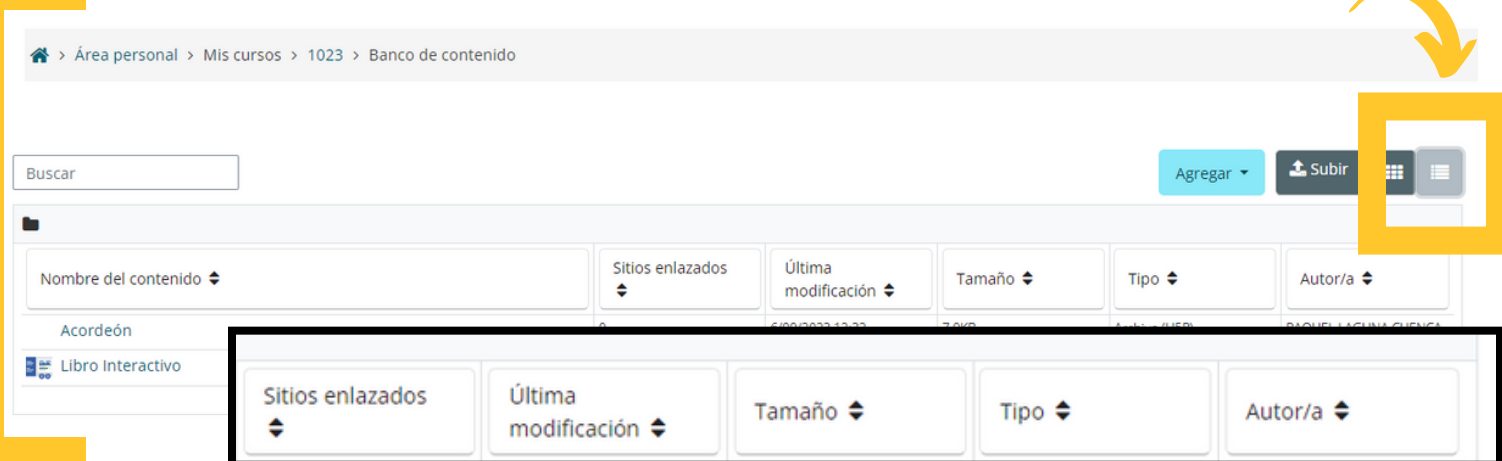 > Área personal > Mis cursos > 1023 > Banco de contenido
Buscar
Agregar
Subir
Nombre del contenido
Sitios enlazados
Última
modificación
Tamaño
Tipo
Autor/a
Acordeón
Libro Interactivo
Sitios enlazados
Última
modificación
Tamaño
Tipo
Autor/a